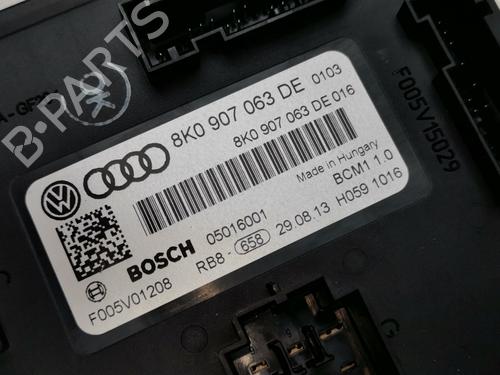 B-PARTS
8K0 907 063 DE 0103
8K0 907 063 DE 016
Made in Hungary
BCM1 1.0
05016001
BOSCH
RB8 - 658 29.08.13 H059 1016
F005V01208
F005V15029
OK
G